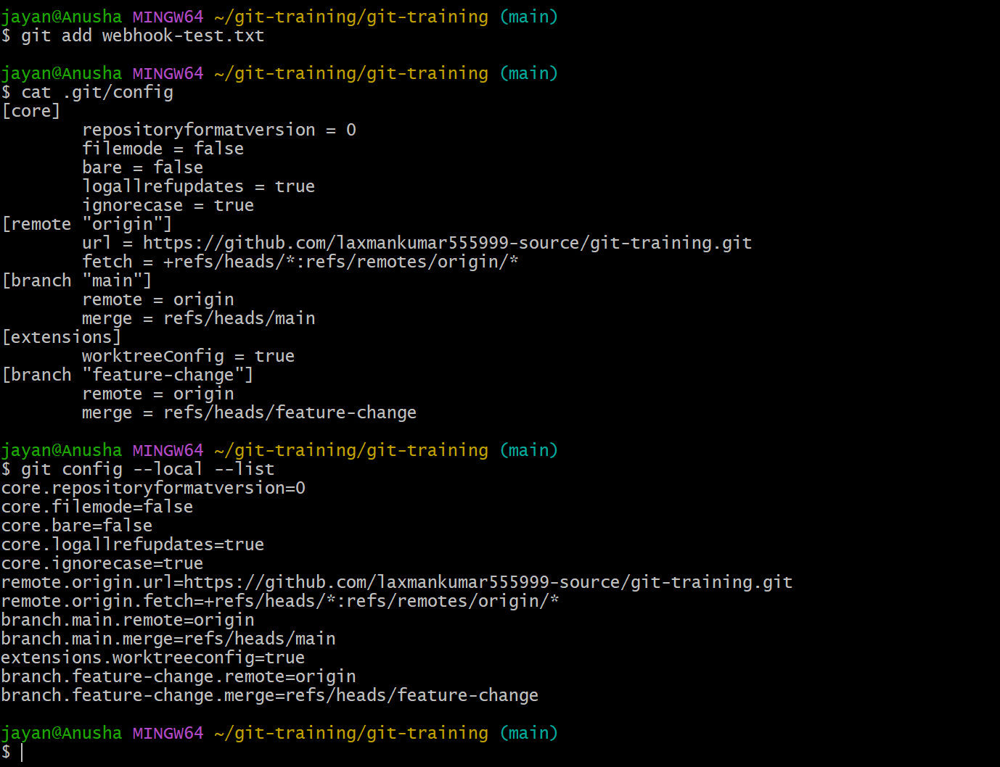 jayan@Anusha MINGW64 ~/git-training/git-training (main)
$ git add webhook-test.txt
jayan@Anusha MINGW64 ~/git-training/git-training (main)
$ cat .git/config
[core]
        repositoryformatversion = 0
        filemode = false
        bare = false
        logallrefupdates = true
        ignorecase = true
[remote "origin"]
        url = https://github.com/laxmankumar555999-source/git-training.git
        fetch = +refs/heads/*:refs/remotes/origin/*
[branch "main"]
        remote = origin
        merge = refs/heads/main
[extensions]
        worktreeConfig = true
[branch "feature-change"]
        remote = origin
        merge = refs/heads/feature-change
jayan@Anusha MINGW64 ~/git-training/git-training (main)
$ git config --local --list
core.repositoryformatversion=0
core.filemode=false
core.bare=false
core.logallrefupdates=true
core.ignorecase=true
remote.origin.url=https://github.com/laxmankumar555999-source/git-training.git
remote.origin.fetch=+refs/heads/*:refs/remotes/origin/*
branch.main.remote=origin
branch.main.merge=refs/heads/main
extensions.worktreeconfig=true
branch.feature-change.remote=origin
branch.feature-change.merge=refs/heads/feature-change
jayan@Anusha MINGW64 ~/git-training/git-training (main)
$